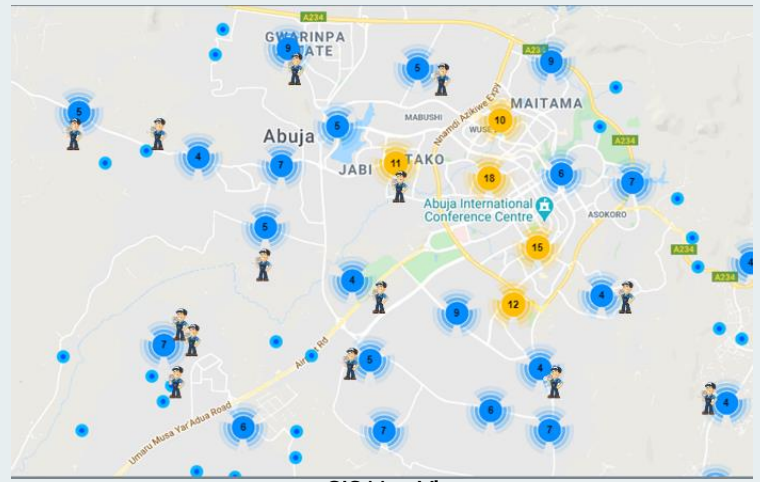 A234
GWARINPA
ESTATE
9
5
A234
9
5
MAITAMA
MABUSHI
Nnamdi Azikiwe Expy
10
5
Abuja
WUSE
4
7
JABI
11
TAKO
18
6
7
Abuja International
Conference Centre
ASOKORO
A234
5
15
A234
4
A234
4
9
12
4
7
Airport Rd
5
4
4
Umaru Musa Yar'Adua Road
6
7
6
7